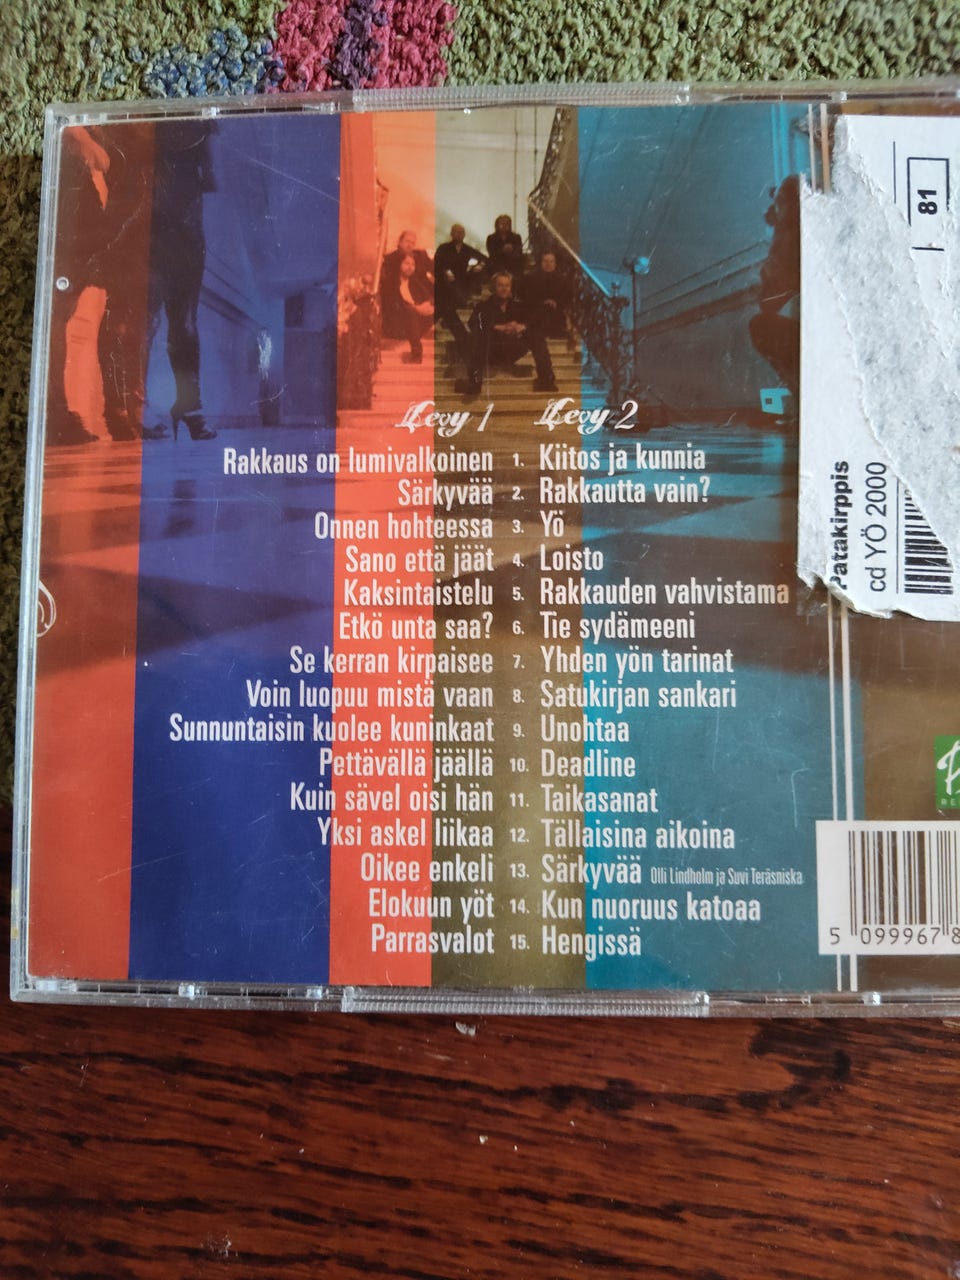 Levy 1 Levy 2
Rakkaus on lumivalkoinen 1. Kiitos ja kunnia
Särkyvää 2. Rakkautta vain?
Onnen hohteessa 3. Yö
Sano että jäät 4. Loisto
Kaksintaistelu 5. Rakkauden vahvistama
Etkö unta saa? 6. Tie sydämeeni
Se kerran kirpaisee 7. Yhden yön tarinat
Voin luopuu mistä vaan 8. Satukirjan sankari
Sunnuntaisin kuolee kuninkaat 9. Unohtaa
Pettävällä jäällä 10. Deadline
Kuin sävel oisi hän 11. Taikasanat
Yksi askel liikaa 12. Tällaisina aikoina
Oikee enkeli 13. Särkyvää Olli Lindholm ja Suvi Teräsniska
Elokuun yöt 14. Kun nuoruus katoaa
Parrasvalot 15. Hengissä
81
Patakirppis
cd YÖ 2000
5 099967 8